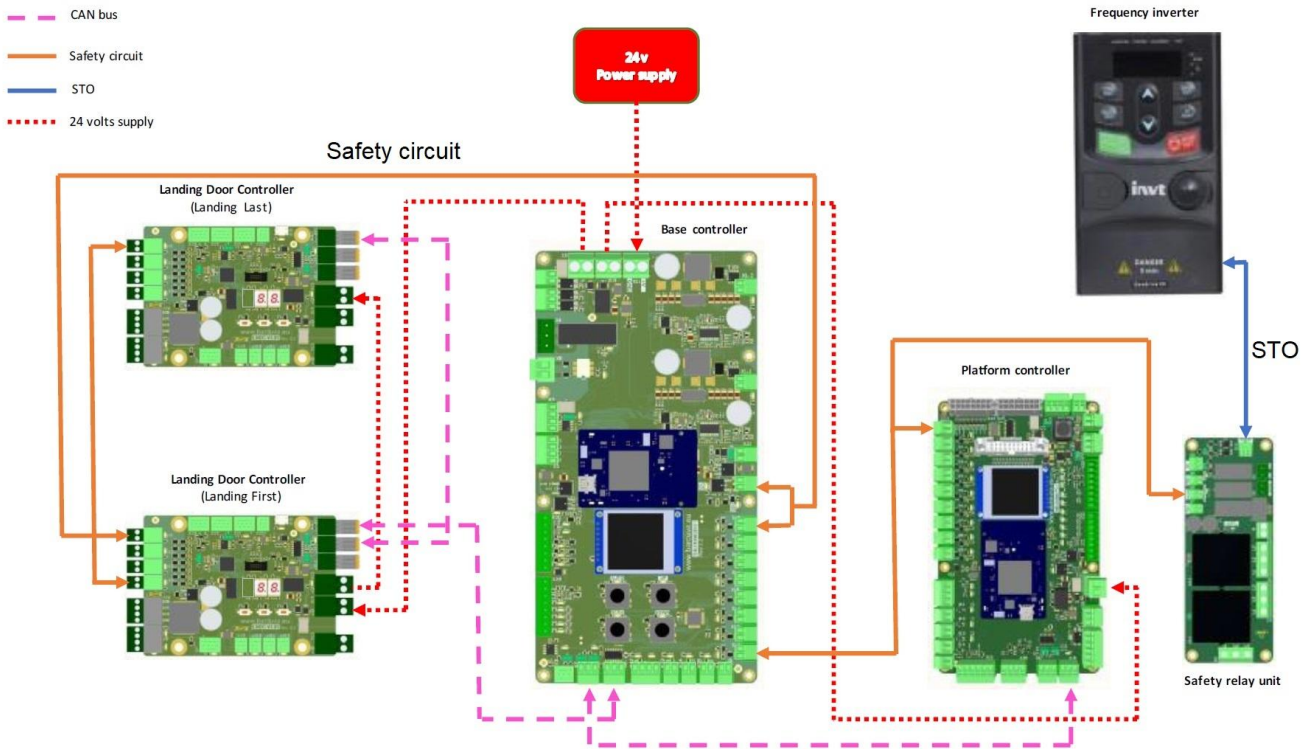 CAN bus
Safety circuit
STO
24 volts supply
24v
Power supply
Frequency inverter
Safety circuit
Landing Door Controller
(Landing Last)
Base controller
invt
DANGER
STO
Platform controller
Landing Door Controller
(Landing First)
Safety relay unit